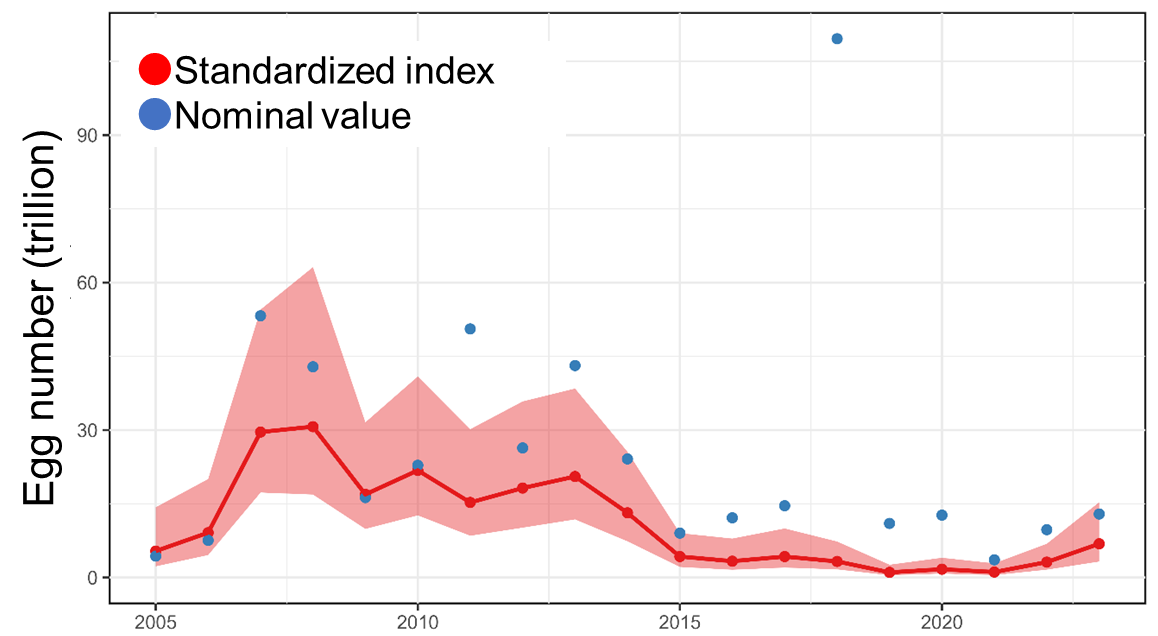 Standardized index
Nominal value
Egg number (trillion)
90
60
30
0
2005
2010
2015
2020